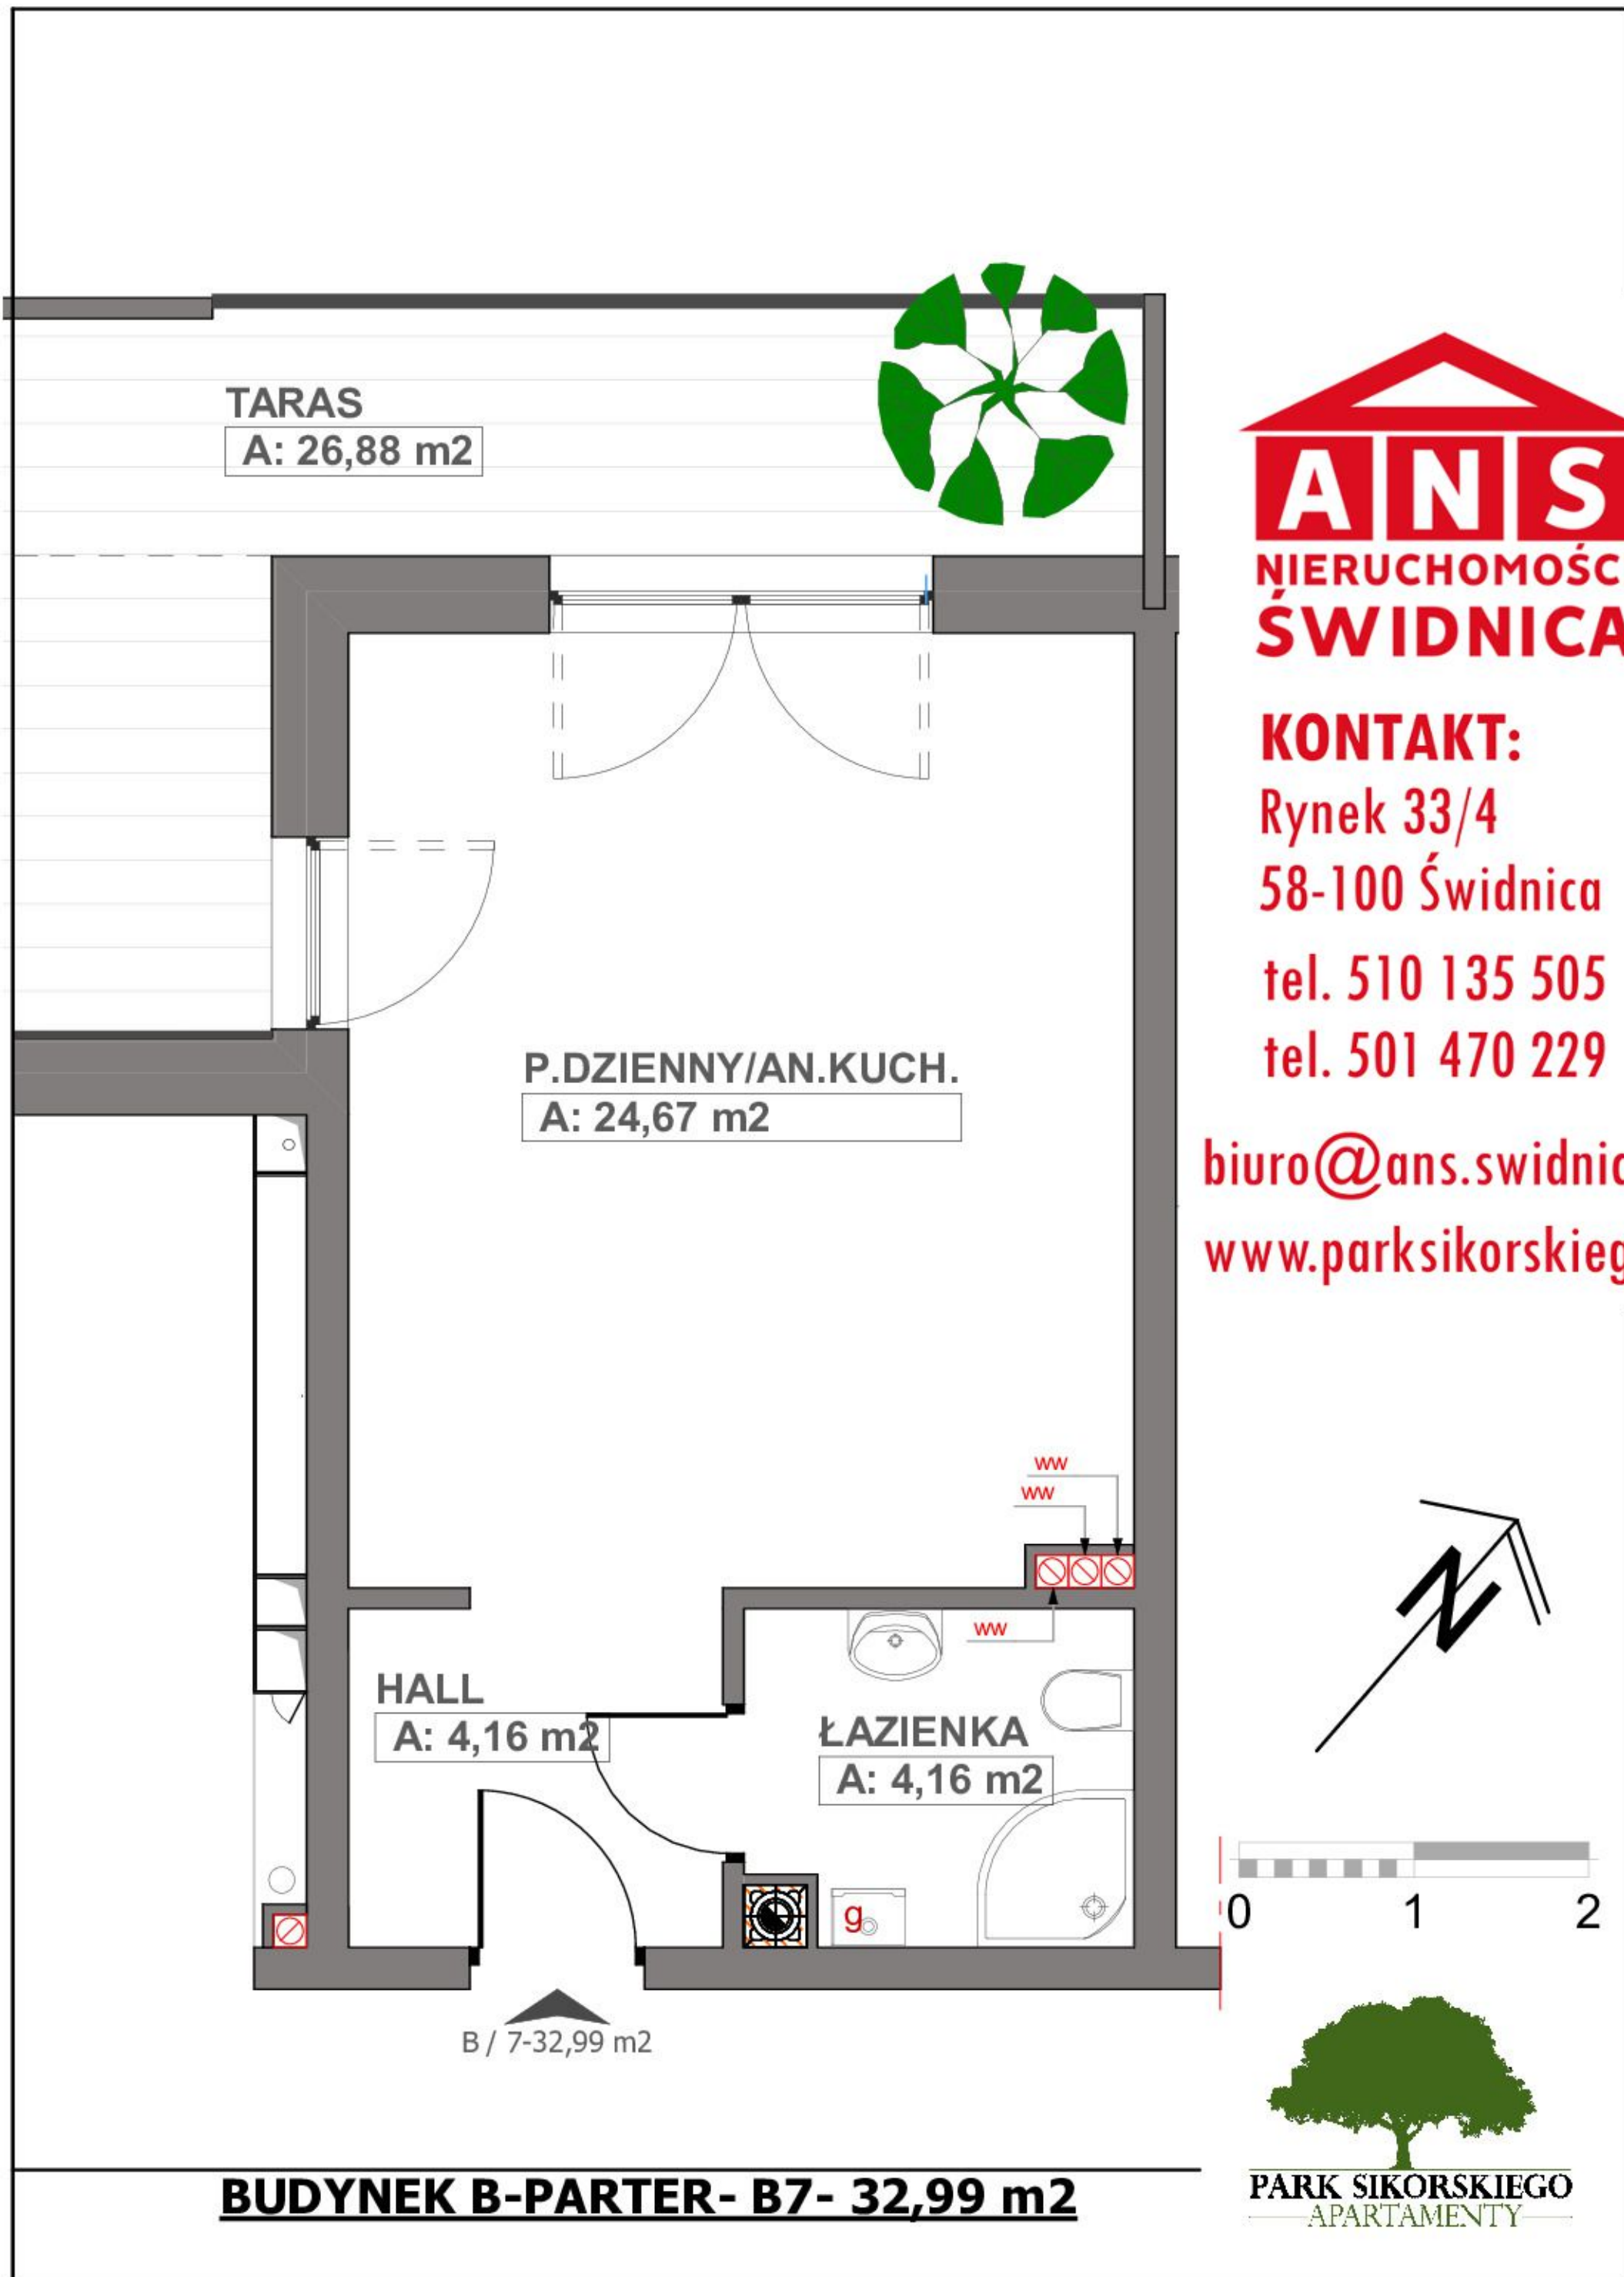 TARAS
A: 26,88 m2
ANS
NIERUCHOMOŚC
ŚWIDNICA
KONTAKT:
Rynek 33/4
58-100 Świdnica
tel. 510 135 505
tel. 501 470 229
biuro@ans.swidnic
www.parksikorskieg
P.DZIENNY/AN.KUCH.
A: 24,67 m2
ww
ww
ww
HALL
A: 4,16 m2
ŁAZIENKA
A: 4,16 m2
g
N
0 1 2
B / 7-32,99 m2
BUDYNEK B-PARTER- B7- 32,99 m2
PARK SIKORSKIEGO
APARTAMENTY